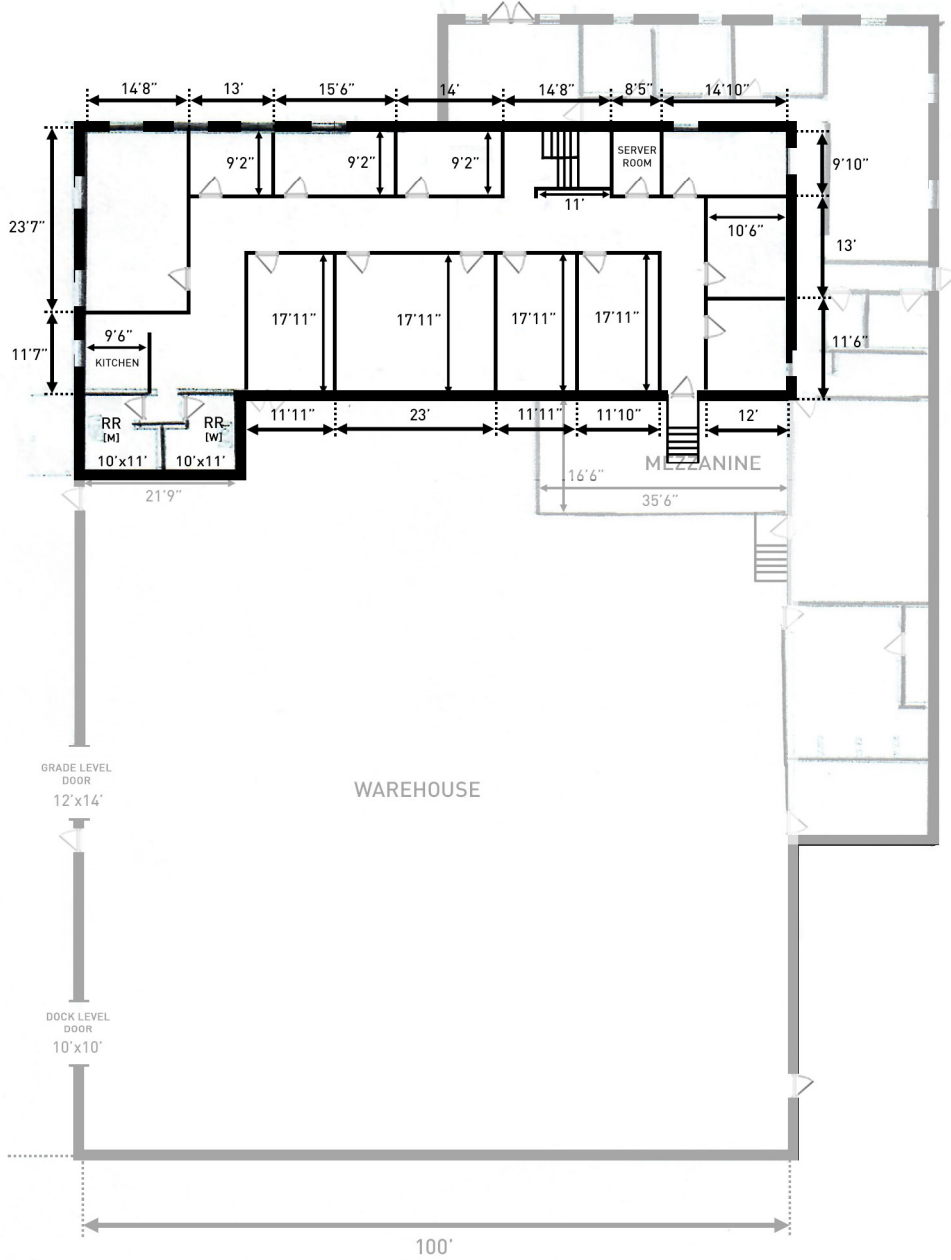 14'8"
13'
15'6"
14'
14'8"
8'5"
14'10"
23'7"
9'2"
9'2"
9'2"
SERVER
ROOM
9'10"
11'
10'6"
13'
11'7"
9'6"
KITCHEN
17'11"
17'11"
17'11"
17'11"
11'6"
RR
[M]
10'x11'
RR
[W]
10'x11'
11'11"
23'
11'11"
11'10"
12'
MEZZANINE
16'6"
35'6"
21'9"
GRADE LEVEL
DOOR
12'x14'
WAREHOUSE
DOCK LEVEL
DOOR
10'x10'
100'